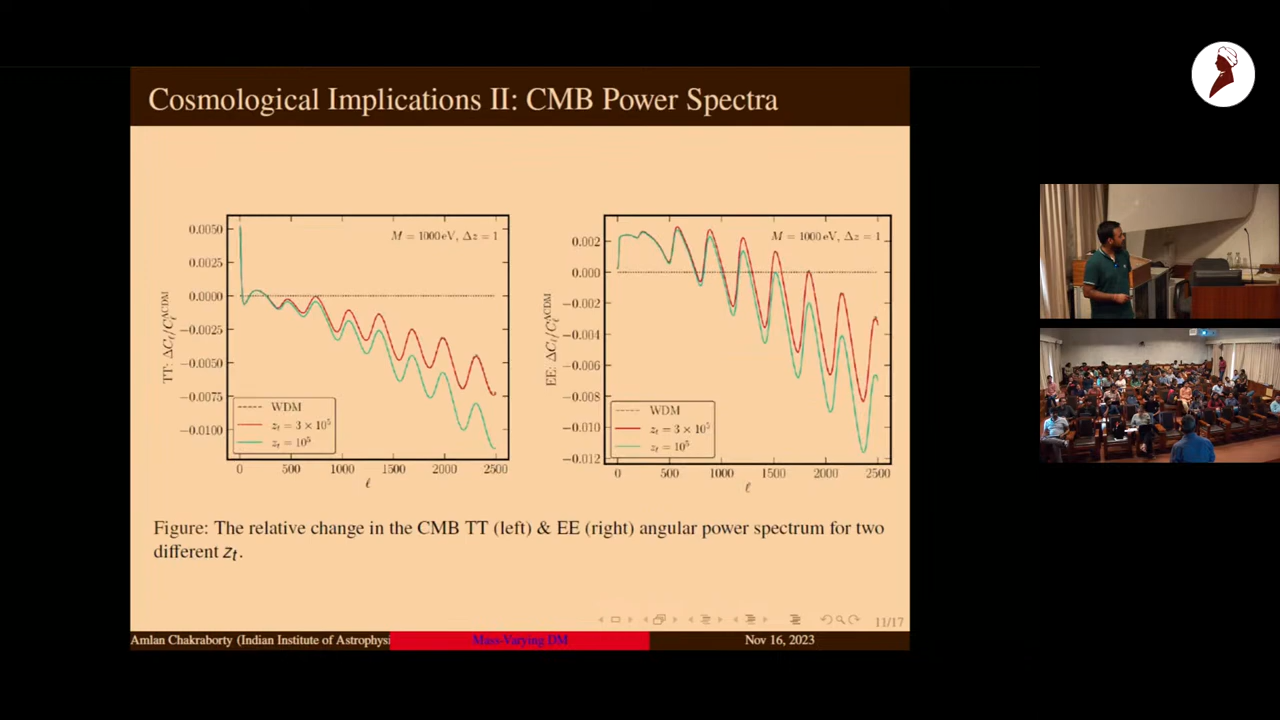 Cosmological Implications II: CMB Power Spectra
TT: ΔC_ℓ/C_ℓ^ΛCDM
0.0050
0.0025
0.0000
−0.0025
−0.0050
−0.0075
−0.0100
M = 1000 eV, Δz = 1
WDM
z_t = 3 × 10^5
z_t = 10^5
0 500 1000 1500 2000 2500
ℓ
EE: ΔC_ℓ/C_ℓ^ΛCDM
0.002
0.000
−0.002
−0.004
−0.006
−0.008
−0.010
−0.012
M = 1000 eV, Δz = 1
WDM
z_t = 3 × 10^5
z_t = 10^5
0 500 1000 1500 2000 2500
ℓ
Figure: The relative change in the CMB TT (left) & EE (right) angular power spectrum for two
different z_t.
11/17
Amlan Chakraborty (Indian Institute of Astrophys
Mass-Varying DM
Nov 16, 2023